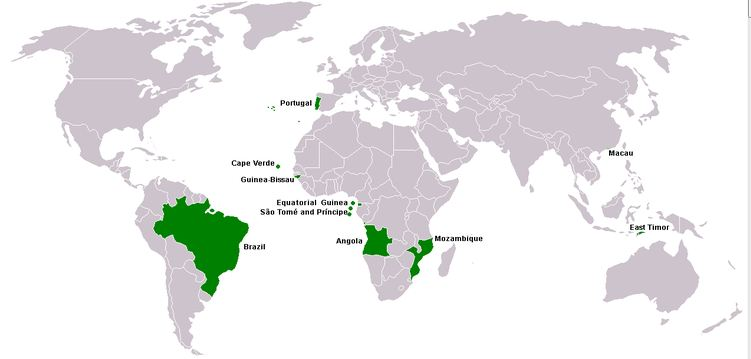 Portugal
Macau
Cape Verde
Guinea-Bissau
Equatorial Guinea
São Tomé and Príncipe
East Timor
Angola
Mozambique
Brazil